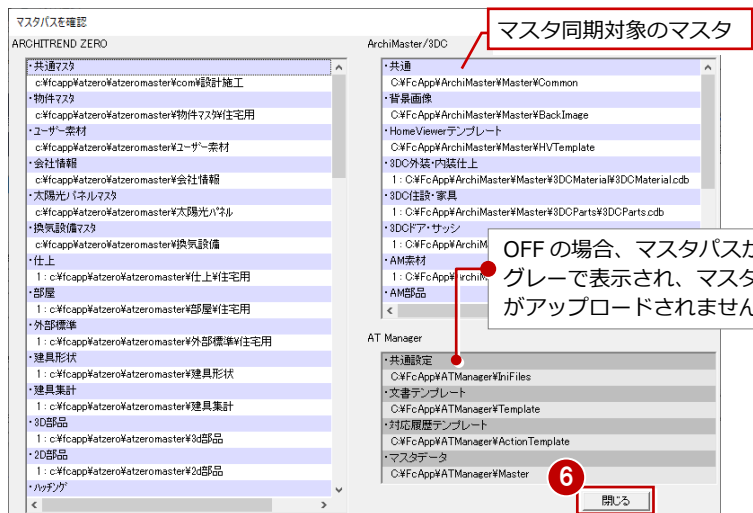 マスタパスを確認
ARCHITREND ZERO
・共通マスタ
c:¥fcapp¥atzero¥atzeromaster¥com¥設計施工
・物件マスタ
c:¥fcapp¥atzero¥atzeromaster¥物件マスタ¥住宅用
・ユーザー素材
c:¥fcapp¥atzero¥atzeromaster¥ユーザー素材
・会社情報
c:¥fcapp¥atzero¥atzeromaster¥会社情報
・太陽光パネルマスタ
c:¥fcapp¥atzero¥atzeromaster¥太陽光パネル
・換気設備マスタ
c:¥fcapp¥atzero¥atzeromaster¥換気設備
・仕上
1 : c:¥fcapp¥atzero¥atzeromaster¥仕上¥住宅用
・部屋
1 : c:¥fcapp¥atzero¥atzeromaster¥部屋¥住宅用
・外部標準
1 : c:¥fcapp¥atzero¥atzeromaster¥外部標準¥住宅用
・建具形状
1 : c:¥fcapp¥atzero¥atzeromaster¥建具形状
・建具集計
1 : c:¥fcapp¥atzero¥atzeromaster¥建具集計
・3D部品
1 : c:¥fcapp¥atzero¥atzeromaster¥3d部品
・2D部品
1 : c:¥fcapp¥atzero¥atzeromaster¥2d部品
・ハッチング
ArchiMaster/3DC
マスタ同期対象のマスタ
・共通
C:¥FcApp¥ArchiMaster¥Master¥Common
・背景画像
C:¥FcApp¥ArchiMaster¥Master¥BackImage
・HomeViewerテンプレート
C:¥FcApp¥ArchiMaster¥Master¥HVTemplate
・3DC外装・内装仕上
1 : C:¥FcApp¥ArchiMaster¥Master¥3DCMaterial¥3DCMaterial.cdb
・3DC住設・家具
1 : C:¥FcApp¥ArchiMaster¥Master¥3DCParts¥3DCParts.cdb
・3DCドア・サッシ
1 : C:¥FcApp¥ArchiM
・AM素材
1 : C:¥FcApp¥ArchiM
・AM部品
OFF の場合、マスタパスが
グレーで表示され、マスタ
がアップロードされません
AT Manager
・共通設定
C:¥FcApp¥ATManager¥IniFiles
・文書テンプレート
C:¥FcApp¥ATManager¥Template
・対応履歴テンプレート
C:¥FcApp¥ATManager¥ActionTemplate
・マスタデータ
C:¥FcApp¥ATManager¥Master
6
閉じる